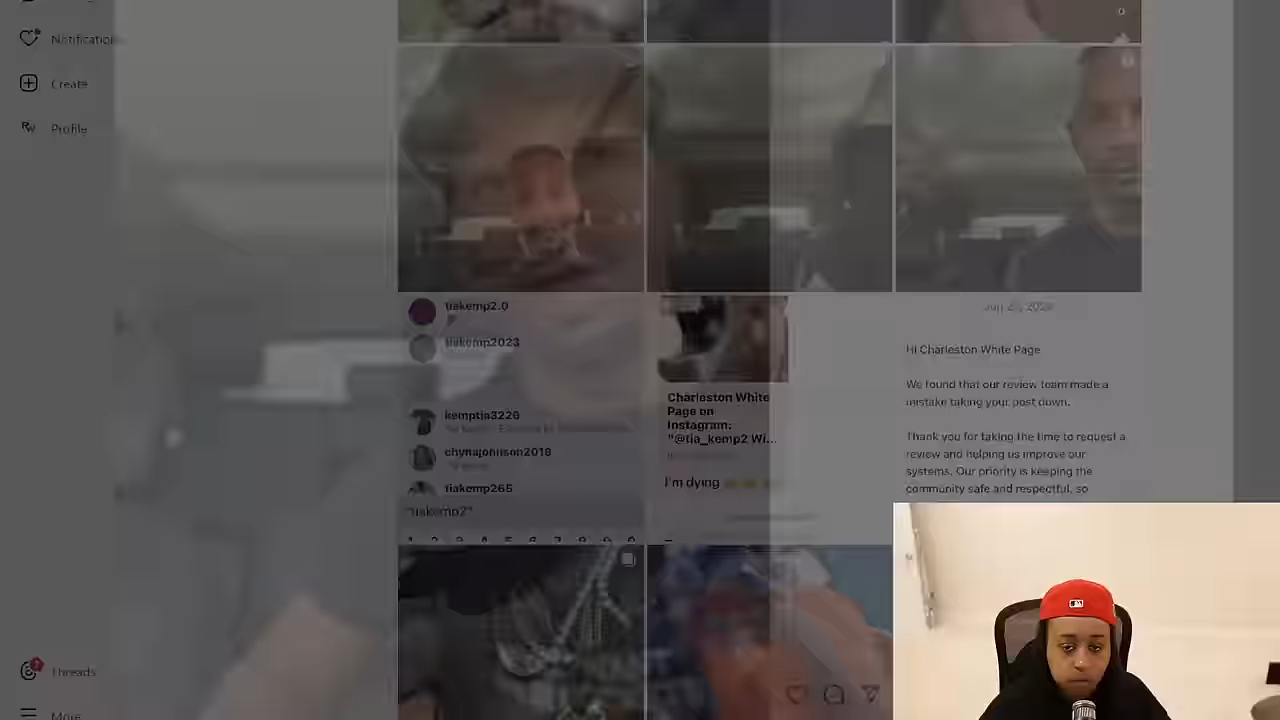 Notification
Create
Profile
tiakemp2.0
tiakemp2023
kemptia3226
chynajohnson2018
tiakemp265
"tiakemp2"
Charleston White
Page on
Instagram:
"@tia_kemp2 Wi...
I'm dying
Hi Charleston White Page
We found that our review team made a
mistake taking your post down.
Thank you for taking the time to request a
review and helping us improve our
systems. Our priority is keeping the
community safe and respectful, so
Threads
More